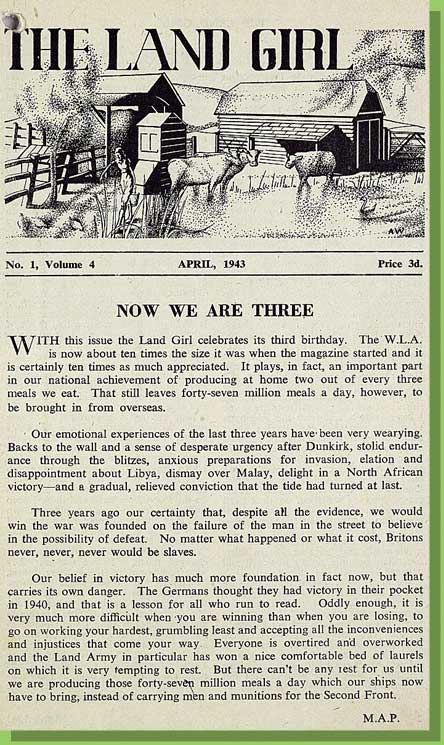 THE LAND GIRL
AW
No. 1, Volume 4 APRIL, 1943 Price 3d.
NOW WE ARE THREE
WITH this issue the Land Girl celebrates its third birthday. The W.L.A.
is now about ten times the size it was when the magazine started and it
is certainly ten times as much appreciated. It plays, in fact, an important part
in our national achievement of producing at home two out of every three
meals we eat. That still leaves forty-seven million meals a day, however, to
be brought in from overseas.
Our emotional experiences of the last three years have been very wearying.
Backs to the wall and a sense of desperate urgency after Dunkirk, stolid endur-
ance through the blitzes, anxious preparations for invasion, elation and
disappointment about Libya, dismay over Malay, delight in a North African
victory—and a gradual, relieved conviction that the tide had turned at last.
Three years ago our certainty that, despite all the evidence, we would
win the war was founded on the failure of the man in the street to believe
in the possibility of defeat. No matter what happened or what it cost, Britons
never, never, never would be slaves.
Our belief in victory has much more foundation in fact now, but that
carries its own danger. The Germans thought they had victory in their pocket
in 1940, and that is a lesson for all who run to read. Oddly enough, it is
very much more difficult when you are winning than when you are losing, to
go on working your hardest, grumbling least and accepting all the inconveniences
and injustices that come your way. Everyone is overtired and overworked
and the Land Army in particular has won a nice comfortable bed of laurels
on which it is very tempting to rest. But there can't be any rest for us until
we are producing those forty-seven million meals a day which our ships now
have to bring, instead of carrying men and munitions for the Second Front.
M.A.P.